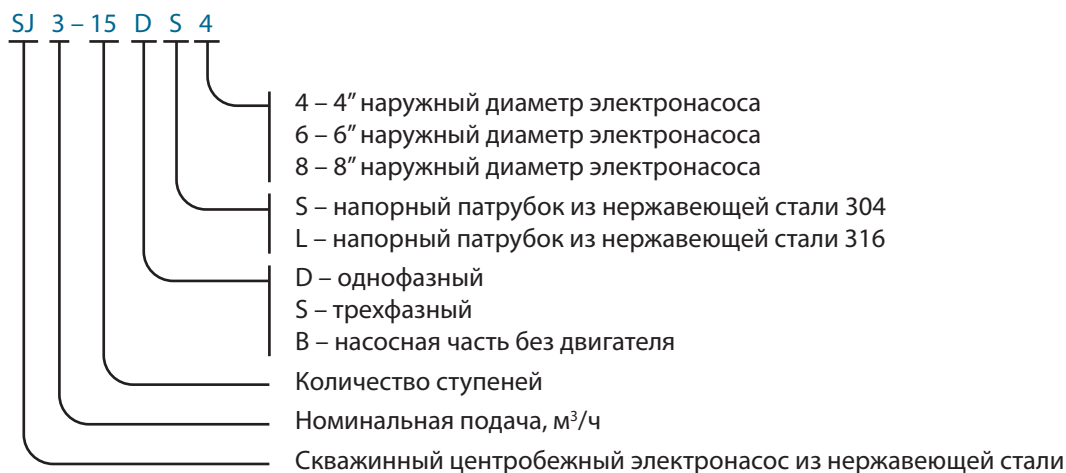 SJ 3 – 15 D S 4
4 – 4” наружный диаметр электронасоса
6 – 6” наружный диаметр электронасоса
8 – 8” наружный диаметр электронасоса
S – напорный патрубок из нержавеющей стали 304
L – напорный патрубок из нержавеющей стали 316
D – однофазный
S – трехфазный
B – насосная часть без двигателя
Количество ступеней
Номинальная подача, м³/ч
Скважинный центробежный электронасос из нержавеющей стали